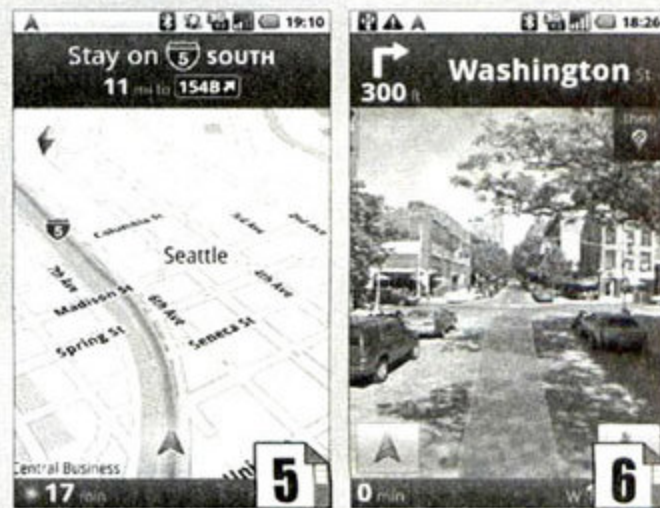 19:10
Stay on 5 SOUTH
11 mi to 154B
5
Columbia St
3rd Ave
2nd Ave
Seattle
7th Ave
4th Ave
Madison St
6th Ave
Spring St
Seneca St
Central Business
17 min
5
18:26
300 ft
Washington St
then
0 min
W
6